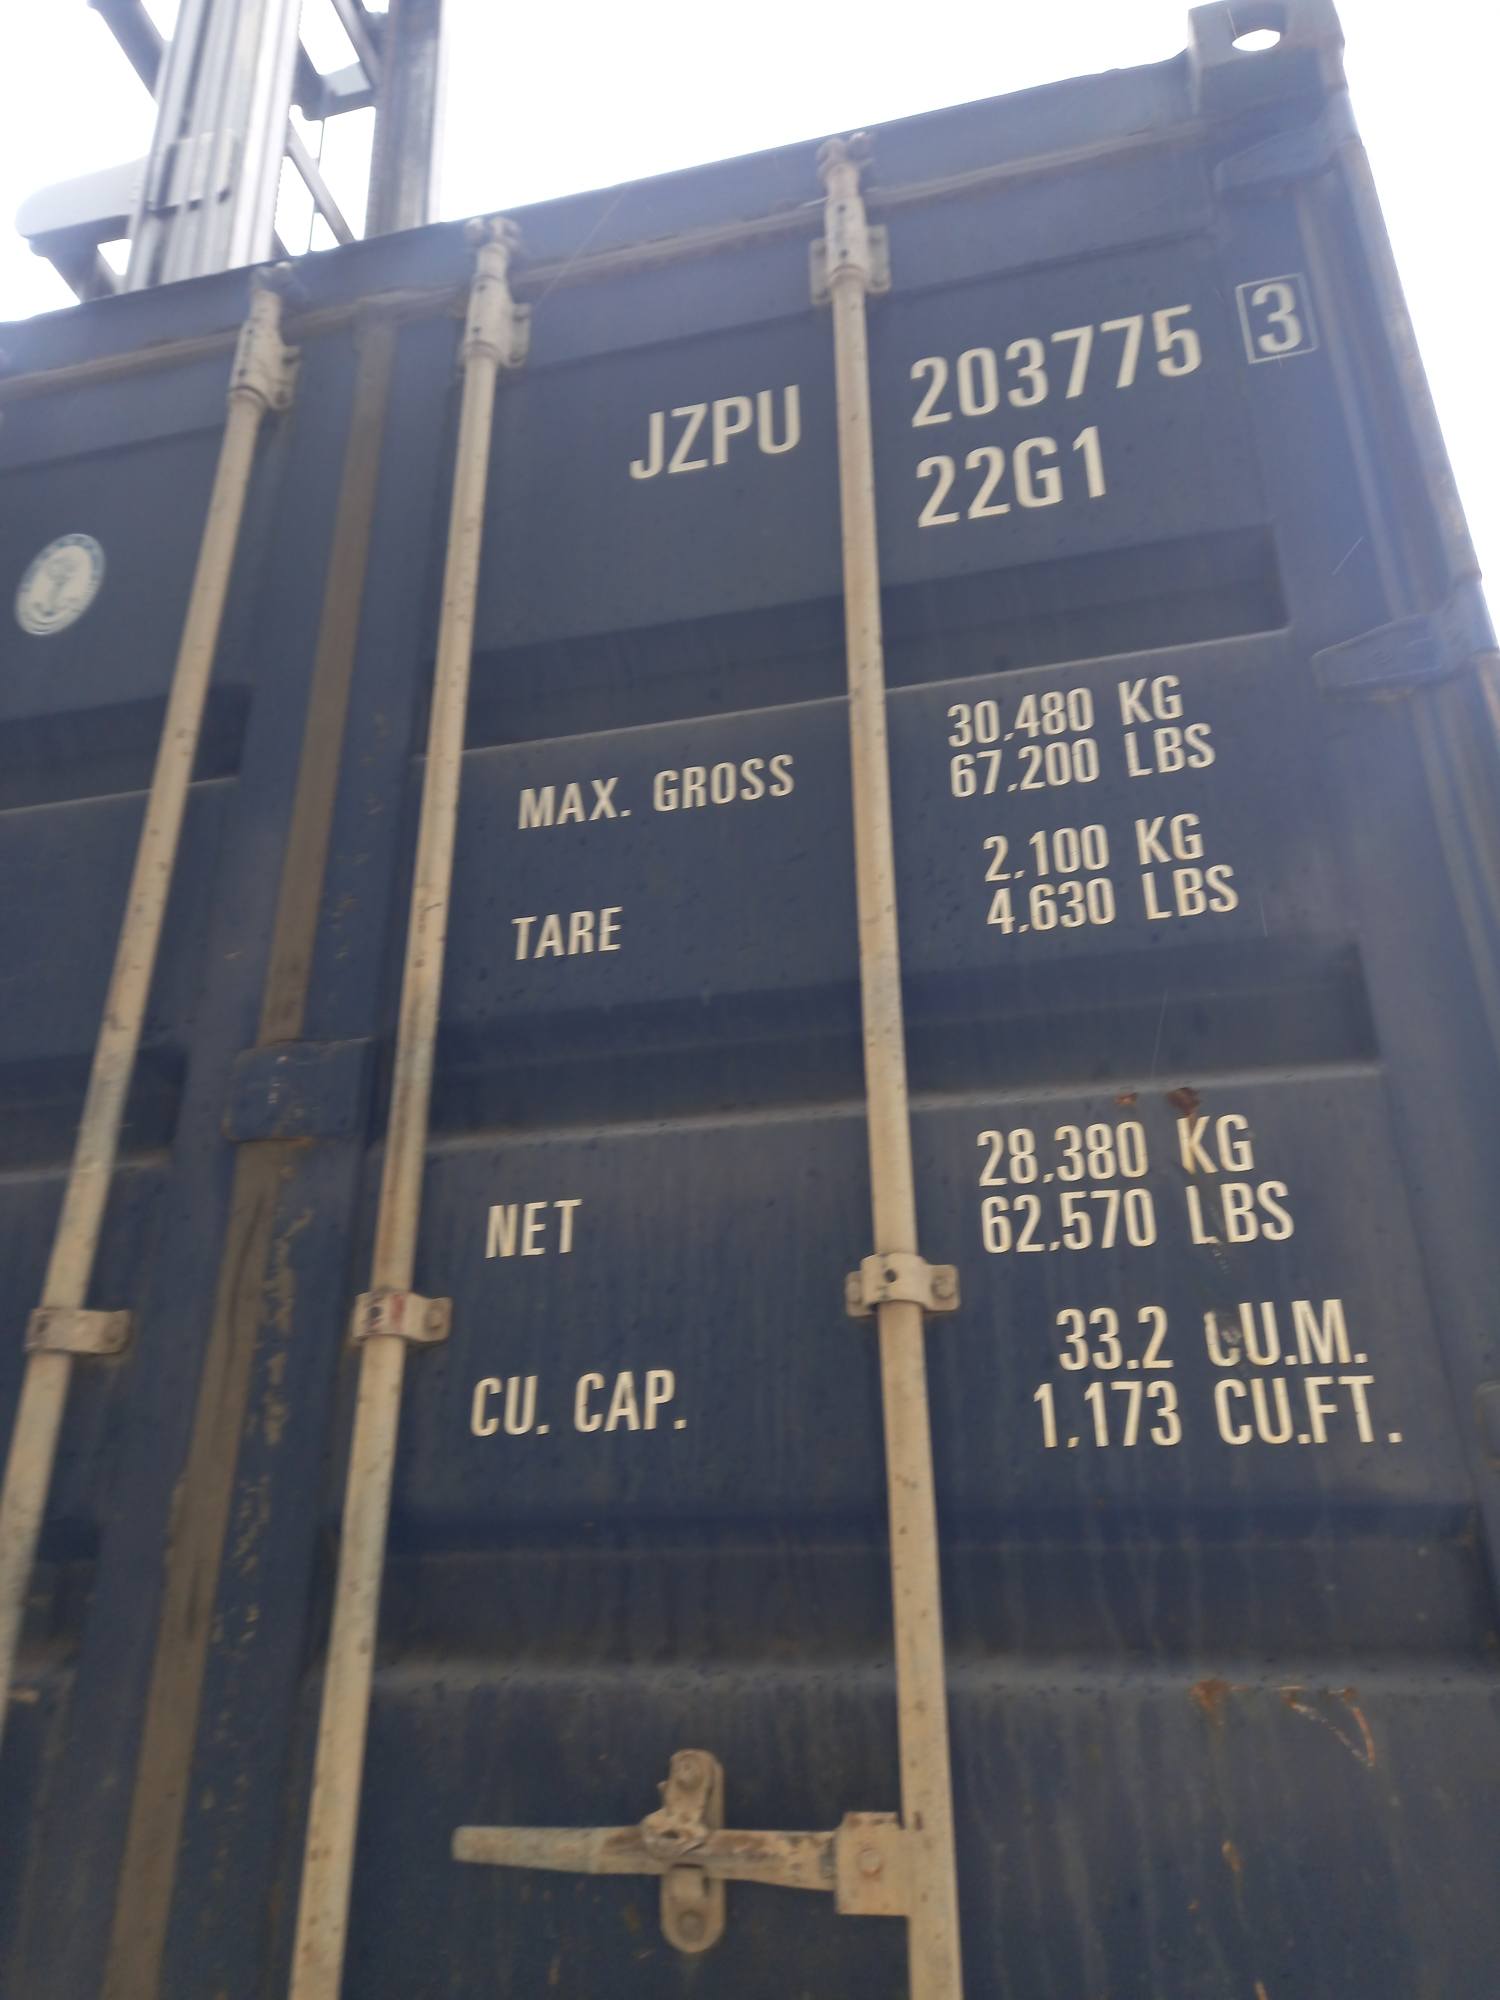 JZPU 203775 3
22G1
MAX. GROSS 30.480 KG
67.200 LBS
TARE 2.100 KG
4.630 LBS
NET 28.380 KG
62.570 LBS
CU. CAP. 33.2 CU.M.
1.173 CU.FT.